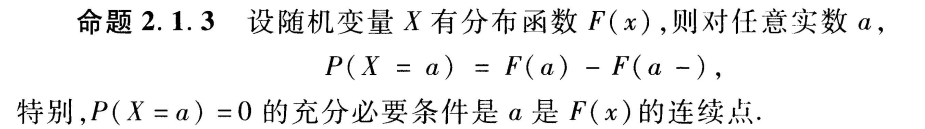 命题 2.1.3 设随机变量 X 有分布函数 F(x),则对任意实数 a,
P(X = a) = F(a) - F(a -),
特别,P(X = a) = 0 的充分必要条件是 a 是 F(x)的连续点.